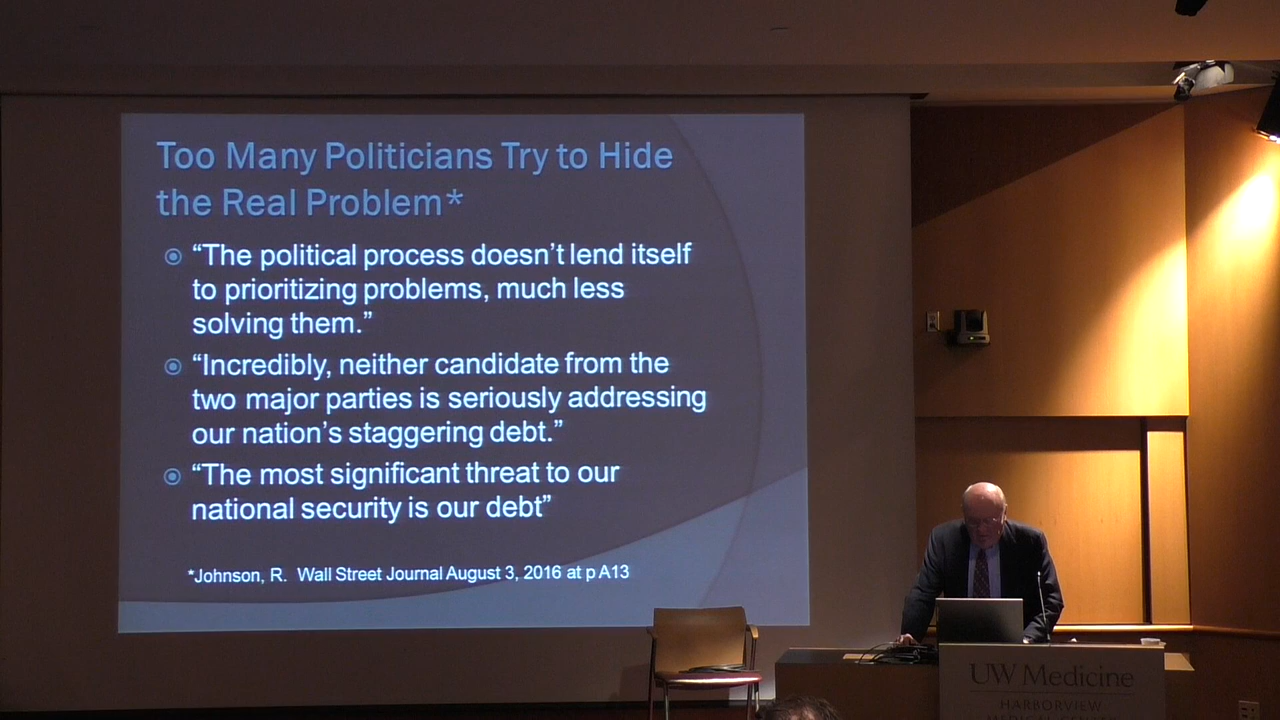 Too Many Politicians Try to Hide
the Real Problem*
“The political process doesn’t lend itself
to prioritizing problems, much less
solving them.”
“Incredibly, neither candidate from the
two major parties is seriously addressing
our nation’s staggering debt.”
“The most significant threat to our
national security is our debt”
*Johnson, R. Wall Street Journal August 3, 2016 at p A13
UW Medicine
HARBORVIEW
MEDICAL CENTER